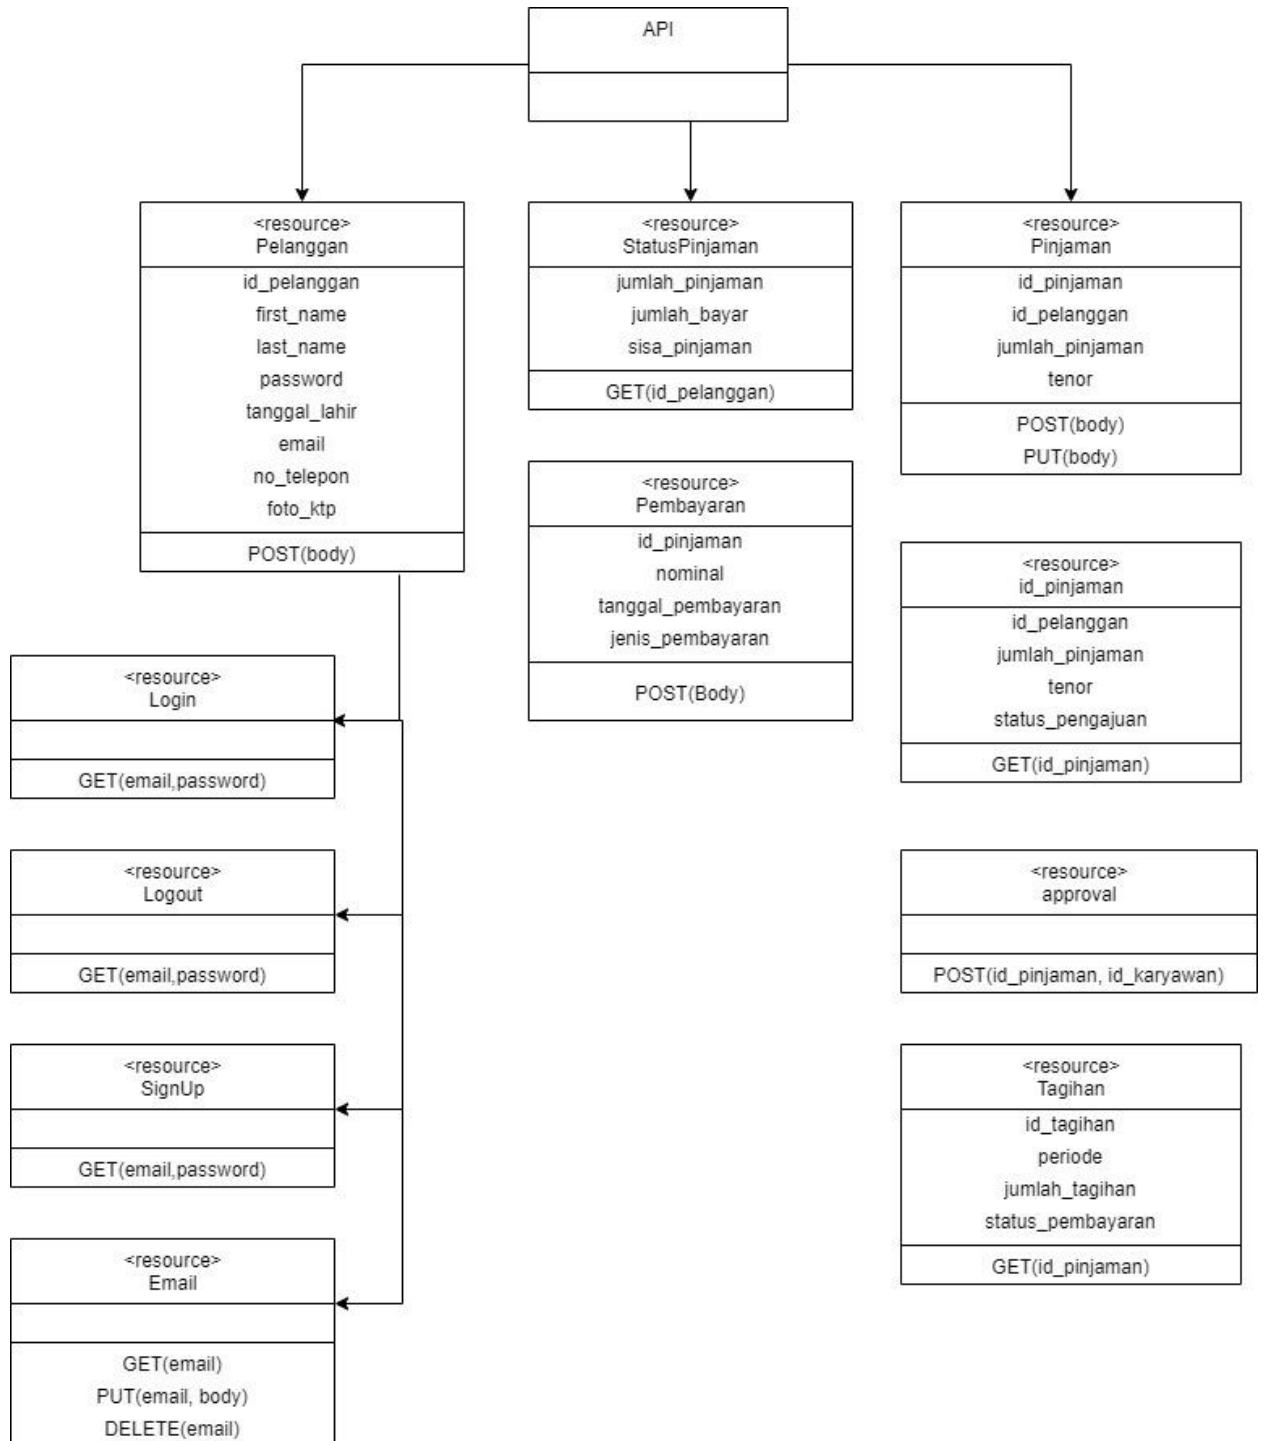 API
<resource>
Pelanggan
id_pelanggan
first_name
last_name
password
tanggal_lahir
email
no_telepon
foto_ktp
POST(body)
<resource>
StatusPinjaman
jumlah_pinjaman
jumlah_bayar
sisa_pinjaman
GET(id_pelanggan)
<resource>
Pinjaman
id_pinjaman
id_pelanggan
jumlah_pinjaman
tenor
POST(body)
PUT(body)
<resource>
Pembayaran
id_pinjaman
nominal
tanggal_pembayaran
jenis_pembayaran
POST(Body)
<resource>
id_pinjaman
id_pelanggan
jumlah_pinjaman
tenor
status_pengajuan
GET(id_pinjaman)
<resource>
Login
GET(email,password)
<resource>
Logout
GET(email,password)
<resource>
approval
POST(id_pinjaman, id_karyawan)
<resource>
SignUp
GET(email,password)
<resource>
Tagihan
id_tagihan
periode
jumlah_tagihan
status_pembayaran
GET(id_pinjaman)
<resource>
Email
GET(email)
PUT(email, body)
DELETE(email)